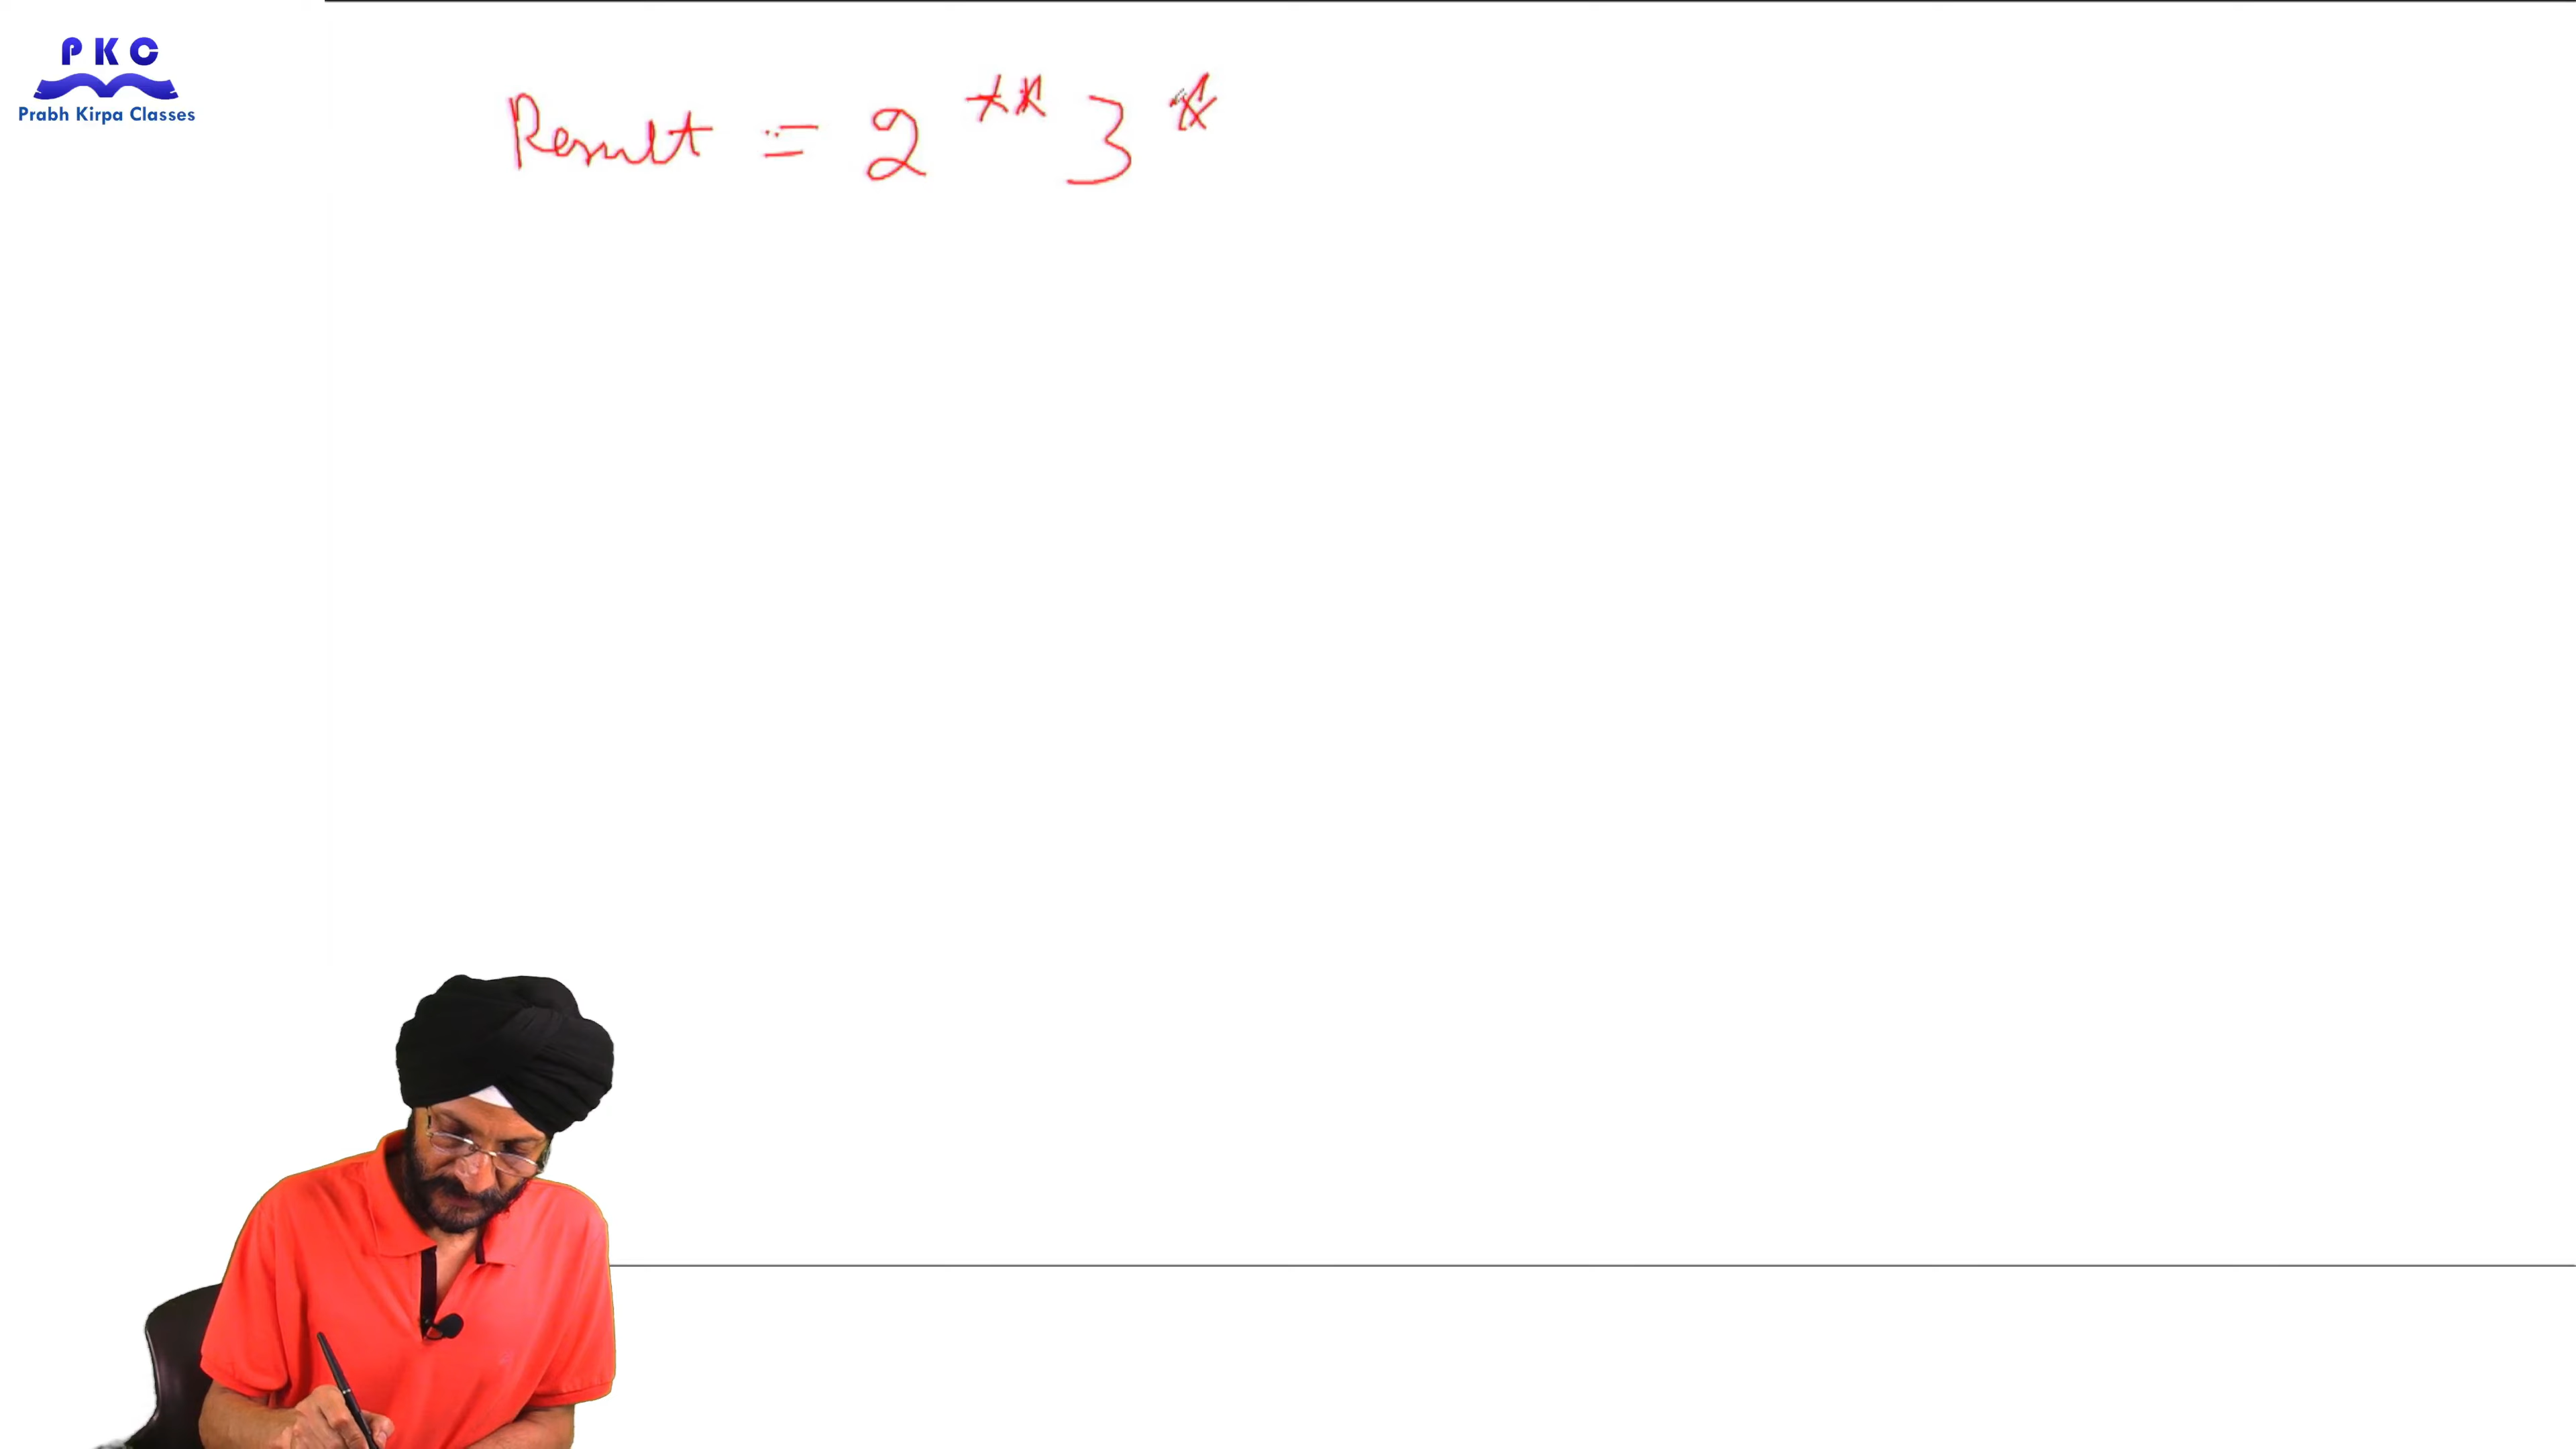 PKC
Prabh Kirpa Classes
Result = 2 ** 3 *